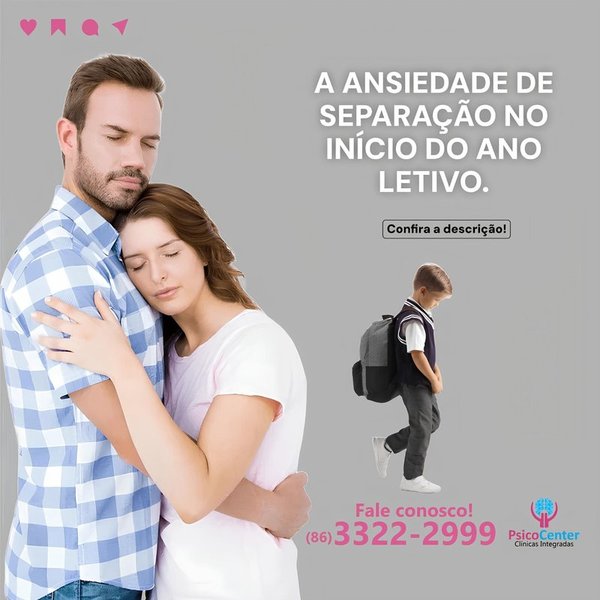 A ANSIEDADE DE
SEPARAÇÃO NO
INÍCIO DO ANO
LETIVO.
Confira a descrição!
Fale conosco!
(86) 3322-2999
PsicoCenter
Clínicas Integradas